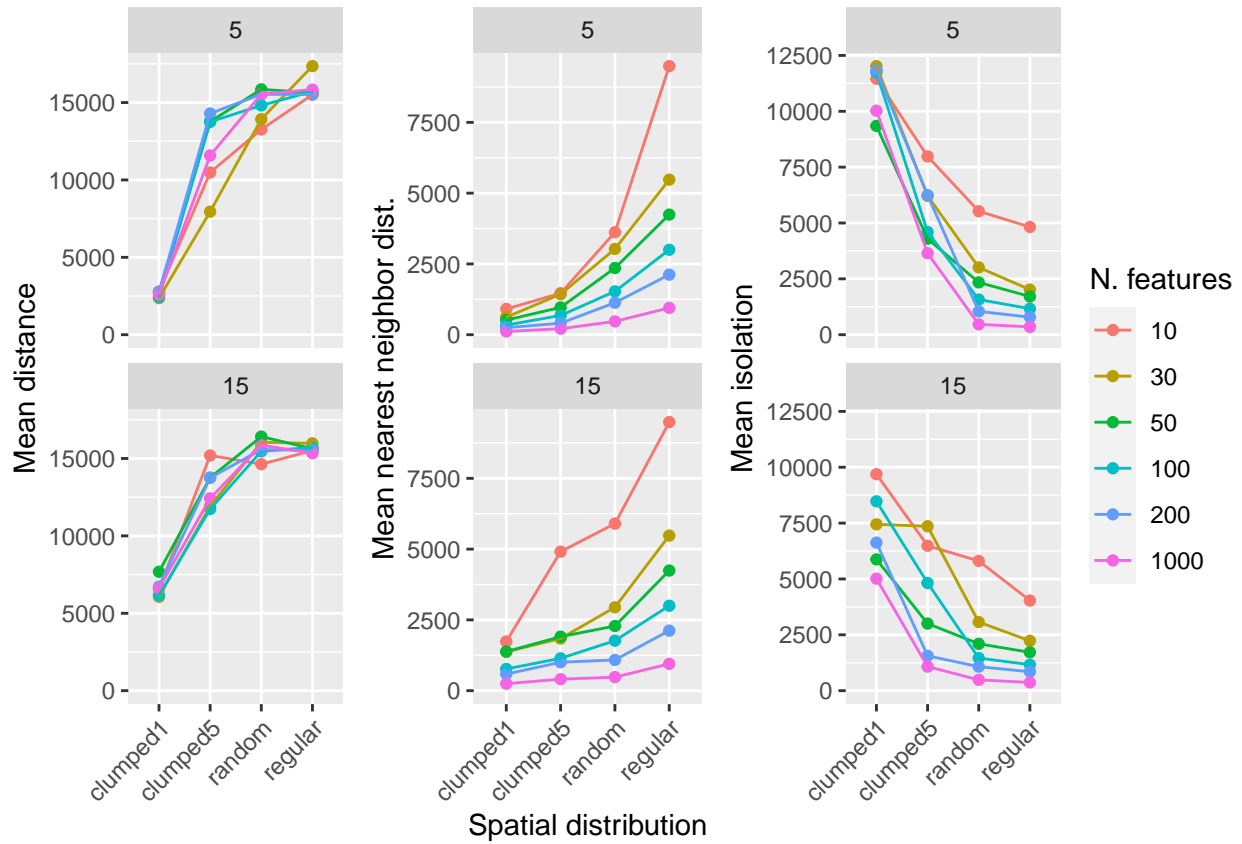 5
5
5
Mean distance
15000
10000
5000
0
Mean nearest neighbor dist.
7500
5000
2500
0
Mean isolation
12500
10000
7500
5000
2500
0
15
15
15
15000
10000
5000
0
7500
5000
2500
0
12500
10000
7500
5000
2500
0
clumped1
clumped5
random
regular
clumped1
clumped5
random
regular
clumped1
clumped5
random
regular
Spatial distribution
N. features
10
30
50
100
200
1000